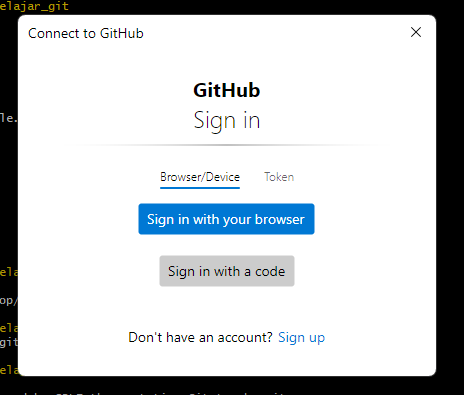 elajar_git
Connect to GitHub
GitHub
Sign in
le.
Browser/Device Token
Sign in with your browser
Sign in with a code
ela
op/
ela
git
ela
Don't have an account? Sign up